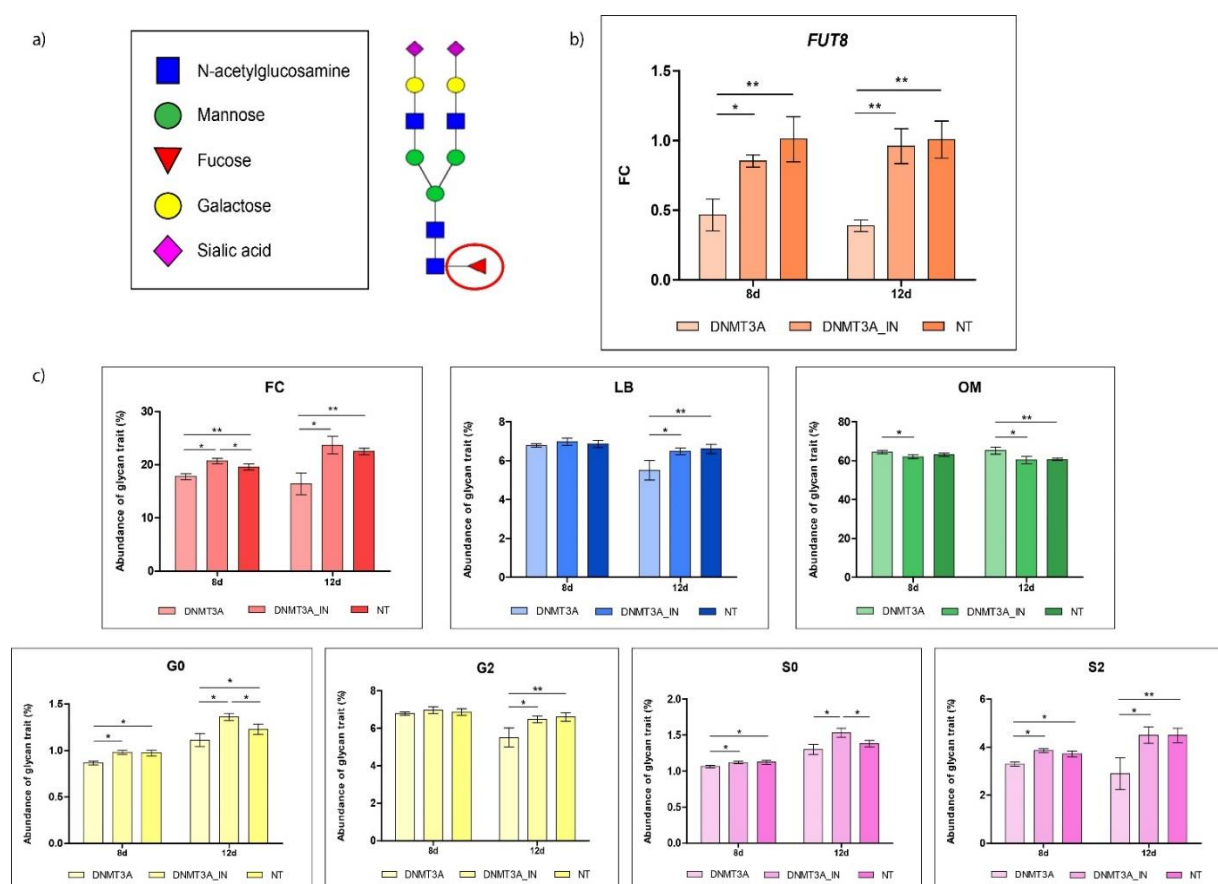 a)
N-acetylglucosamine
Mannose
Fucose
Galactose
Sialic acid
b)
FUT8
FC
1.5
1.0
0.5
0.0
**
*
**
**
8d
12d
DNMT3A
DNMT3A_IN
NT
c)
FC
Abundance of glycan trait (%)
30
20
10
0
**
*
*
**
*
8d
12d
DNMT3A
DNMT3A_IN
NT
LB
Abundance of glycan trait (%)
8
6
4
2
0
**
*
8d
12d
DNMT3A
DNMT3A_IN
NT
OM
Abundance of glycan trait (%)
80
60
40
20
0
*
**
*
8d
12d
DNMT3A
DNMT3A_IN
NT
G0
Abundance of glycan trait (%)
1.5
1.0
0.5
0.0
*
*
*
*
*
8d
12d
DNMT3A
DNMT3A_IN
NT
G2
Abundance of glycan trait (%)
8
6
4
2
0
**
*
8d
12d
DNMT3A
DNMT3A_IN
NT
S0
Abundance of glycan trait (%)
2.0
1.5
1.0
0.5
0.0
*
*
*
*
8d
12d
DNMT3A
DNMT3A_IN
NT
S2
Abundance of glycan trait (%)
6
4
2
0
*
*
**
*
8d
12d
DNMT3A
DNMT3A_IN
NT